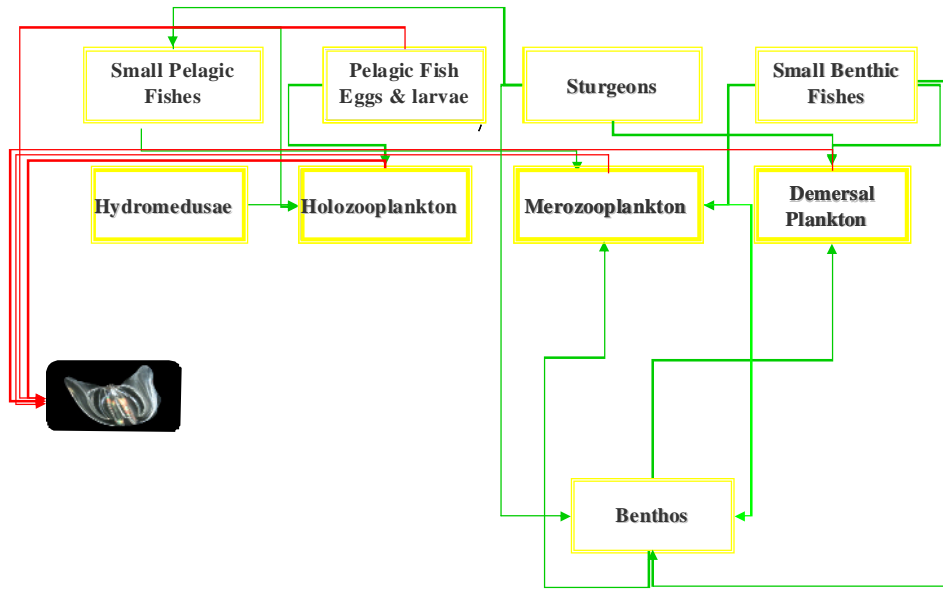 Small Pelagic
Fishes
Pelagic Fish
Eggs & larvae
Sturgeons
Small Benthic
Fishes
Hydromedusae
Holozooplankton
Merozooplankton
Demersal
Plankton
Benthos